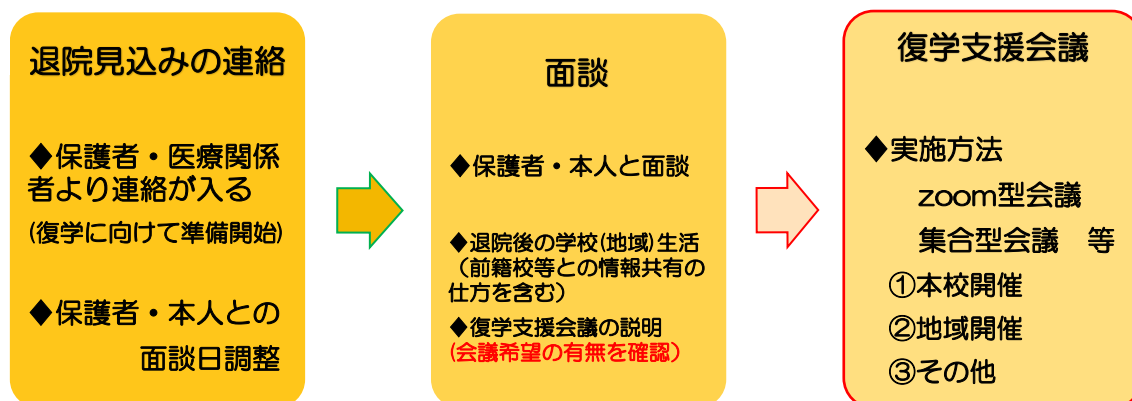 退院見込みの連絡
◆保護者・医療関係
者より連絡が入る
(復学に向けて準備開始)
◆保護者・本人との
面談日調整
面談
◆保護者・本人と面談
◆退院後の学校(地域)生活
（前籍校等との情報共有の
仕方を含む）
◆復学支援会議の説明
(会議希望の有無を確認）
復学支援会議
◆実施方法
zoom型会議
集合型会議　等
①本校開催
②地域開催
③その他